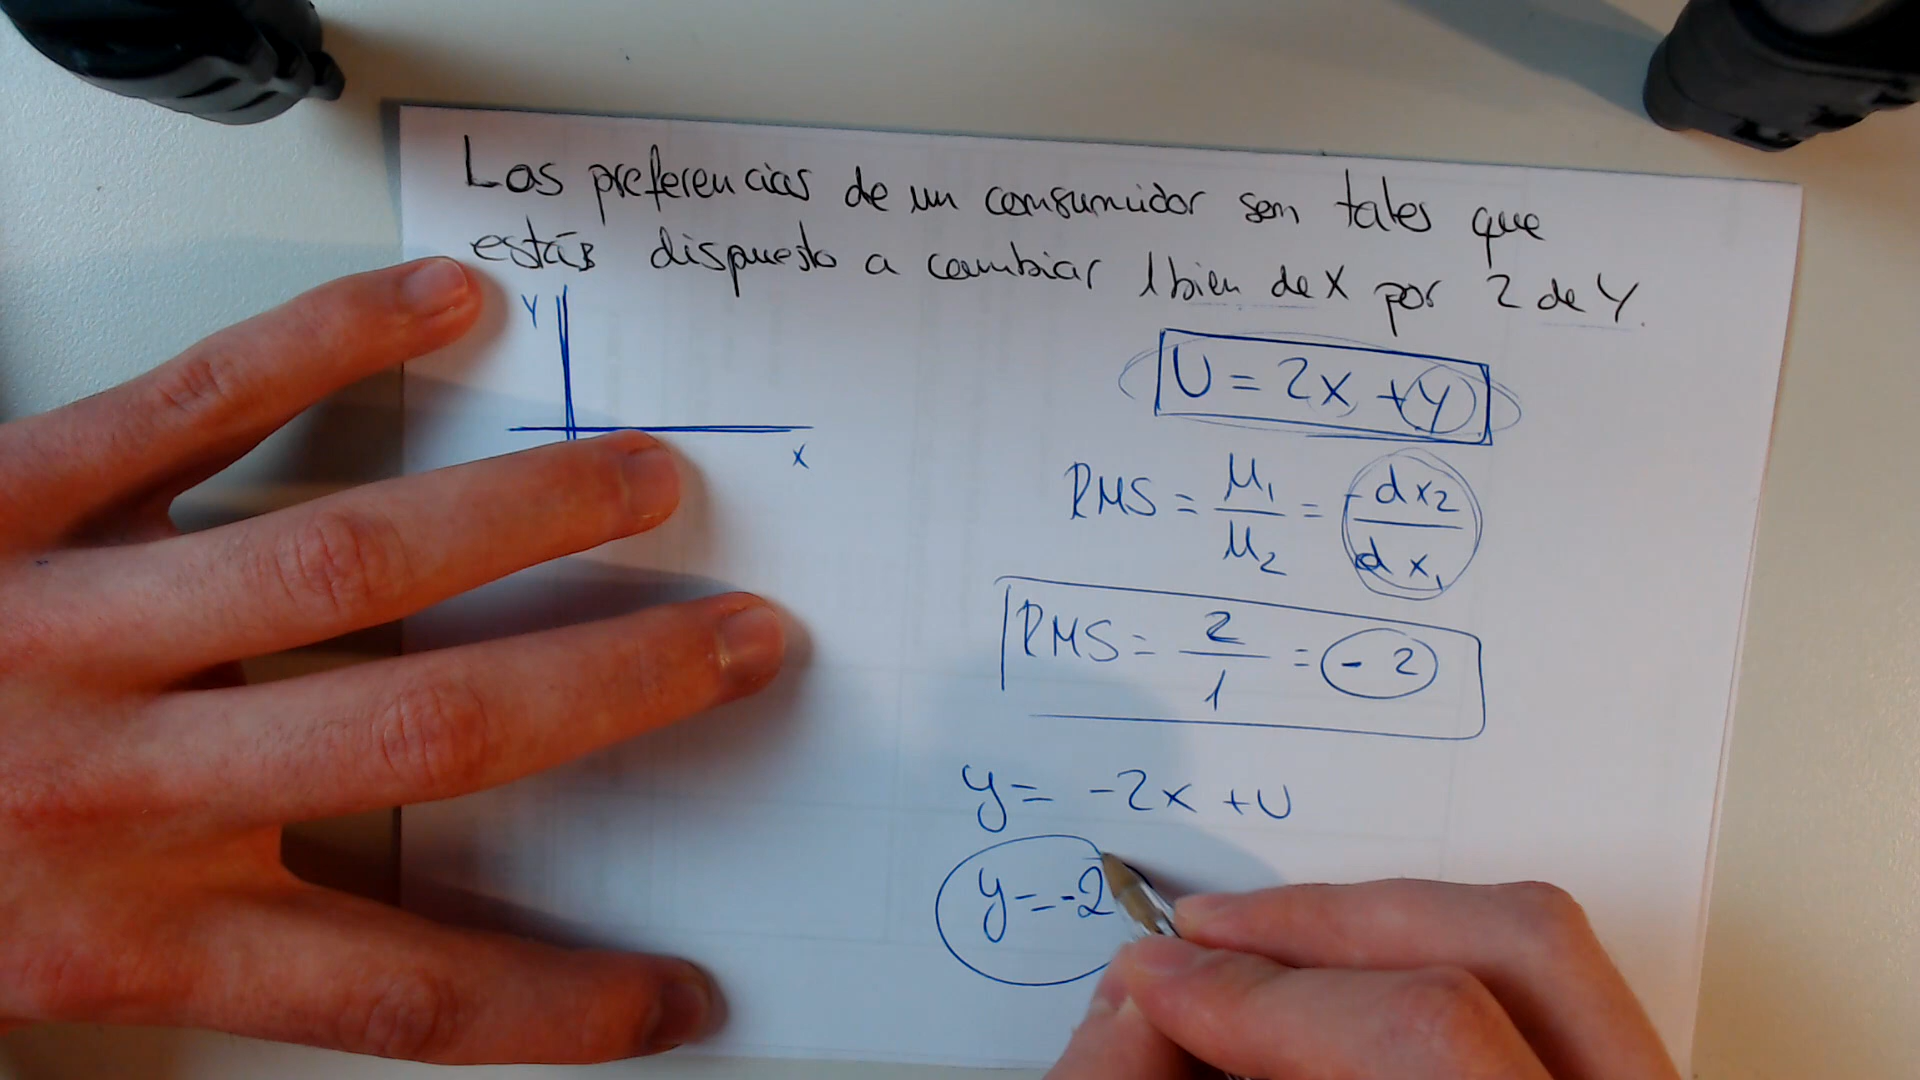 Las preferencias de un consumidor son tales que
estás dispuesto a cambiar 1 bien de X por 2 de Y.
Y
X
U = 2x + y
RMS = μ1/μ2 = -dx2/dx1
RMS = 2/1 = -2
y = -2x + U
y = -2